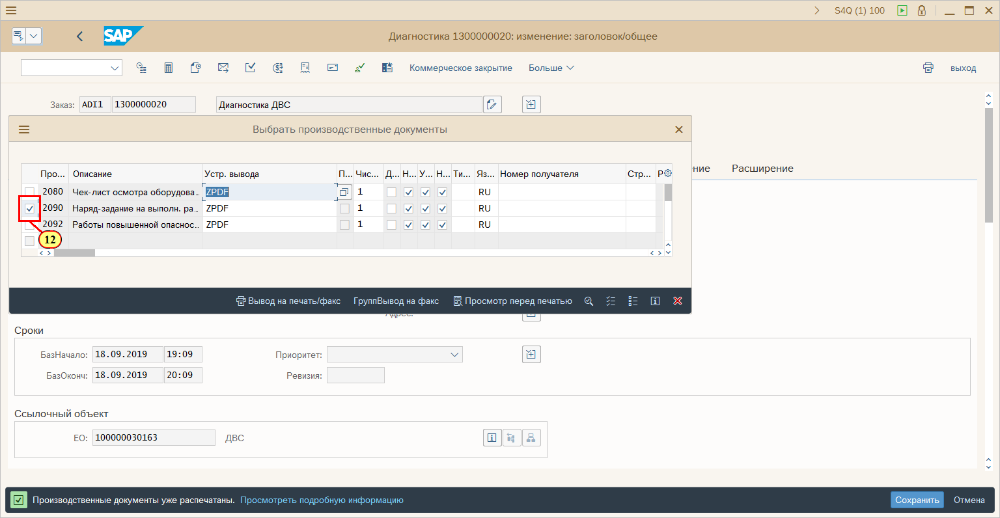 S4Q (1) 100
SAP
Диагностика 1300000020: изменение: заголовок/общее
Коммерческое закрытие Больше выход
Заказ: ADI1 1300000020 Диагностика ДВС
Выбрать производственные документы
ение Расширение
Про... Описание Устр. вывода П... Чис... Д... Н... У... Н... Ти... Яз... Номер получателя Стр... Р
2080 Чек-лист осмотра оборудова... ZPDF 1 RU
2090 Наряд-задание на выполн. ра... ZPDF 1 RU
2092 Работы повышенной опаснос... ZPDF 1 RU
12
Вывод на печать/факс ГруппВывод на факс Просмотр перед печатью
Адрес:
Сроки
БазНачало: 18.09.2019 19:09 Приоритет:
БазОконч: 18.09.2019 20:09 Ревизия:
Ссылочный объект
ЕО: 100000030163 ДВС
Производственные документы уже распечатаны. Просмотреть подробную информацию Сохранить Отмена